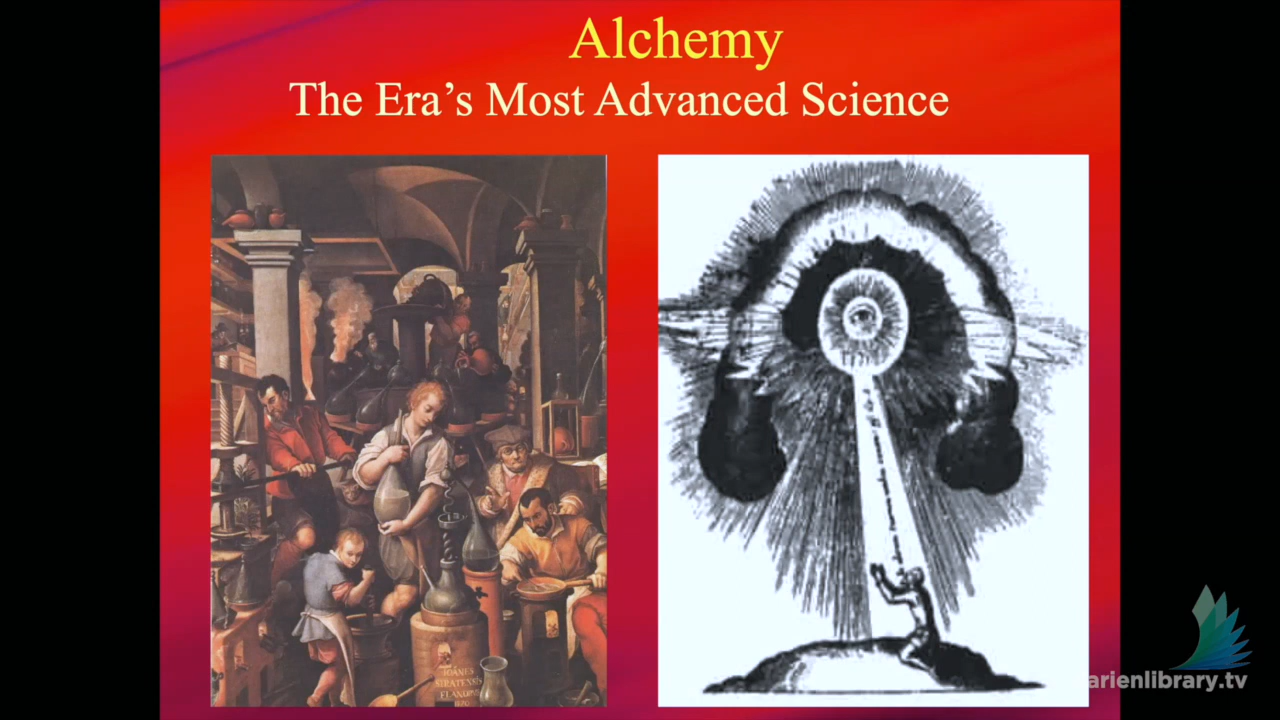 Alchemy
The Era's Most Advanced Science
IOANES
STRATENSIS
FLANDRVS
arienlibrary.tv